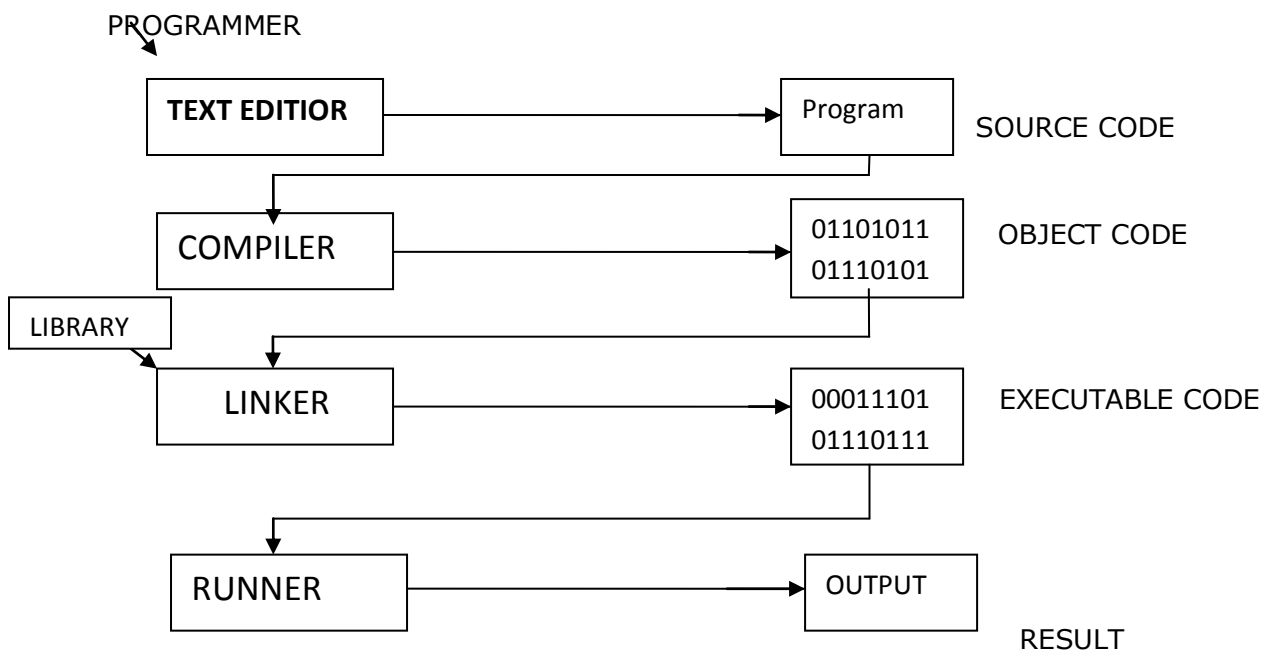 PROGRAMMER
TEXT EDITIOR
Program
SOURCE CODE
COMPILER
01101011
01110101
OBJECT CODE
LIBRARY
LINKER
00011101
01110111
EXECUTABLE CODE
RUNNER
OUTPUT
RESULT